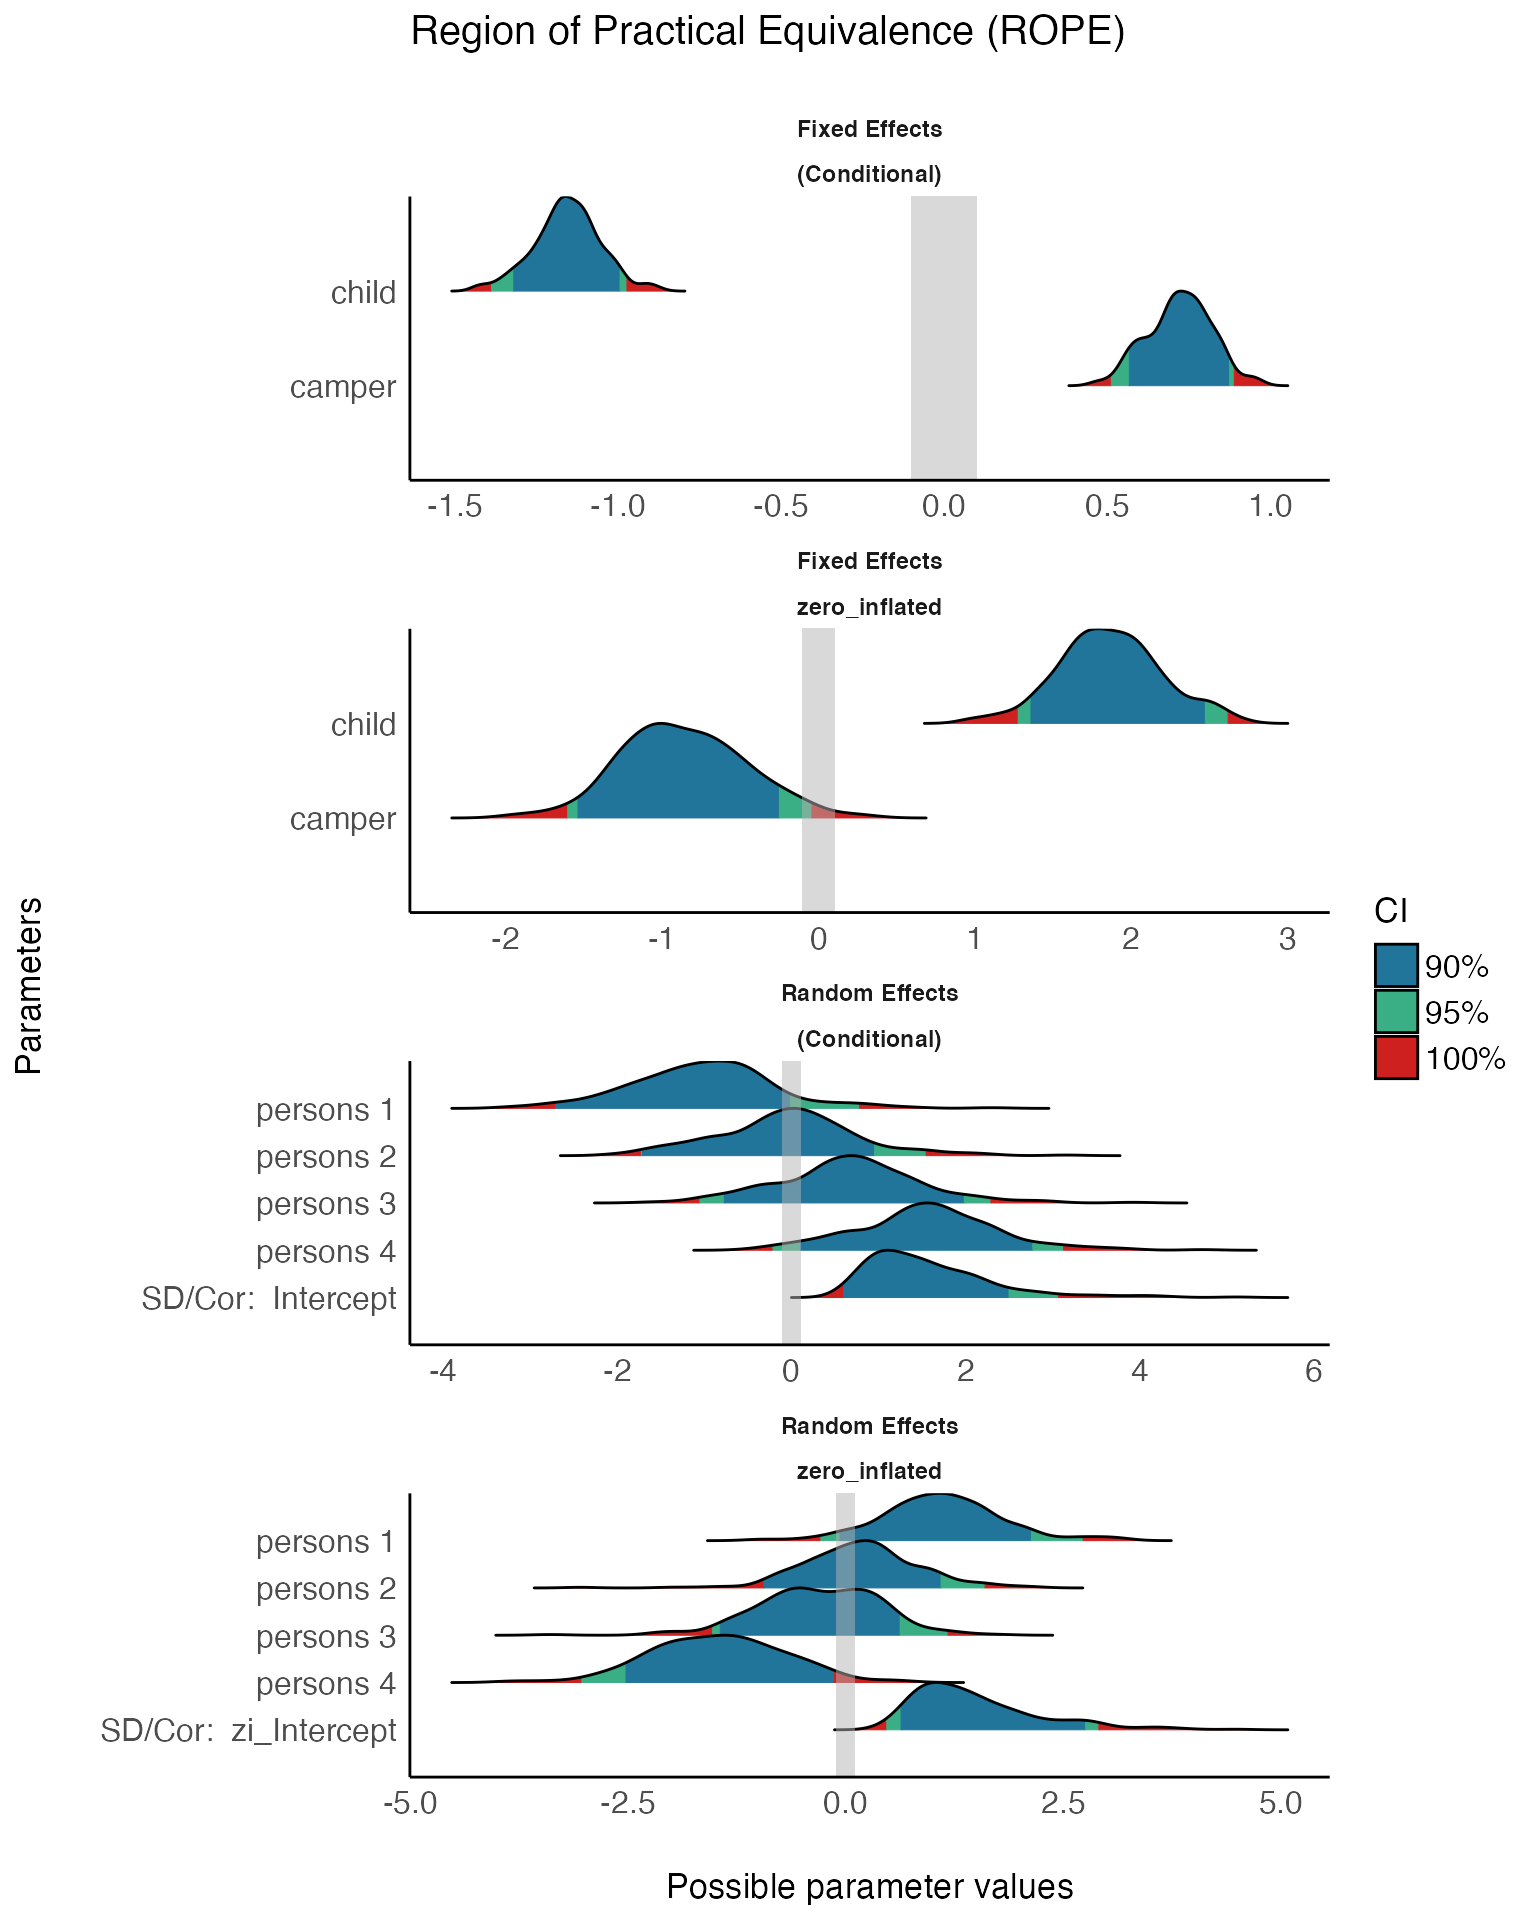 Region of Practical Equivalence (ROPE)
Fixed Effects
(Conditional)
child
camper
-1.5 -1.0 -0.5 0.0 0.5 1.0
Fixed Effects
zero_inflated
child
camper
-2 -1 0 1 2 3
Random Effects
(Conditional)
persons 1
persons 2
persons 3
persons 4
SD/Cor: Intercept
-4 -2 0 2 4 6
Random Effects
zero_inflated
persons 1
persons 2
persons 3
persons 4
SD/Cor: zi_Intercept
-5.0 -2.5 0.0 2.5 5.0
Possible parameter values
Parameters
CI
90%
95%
100%